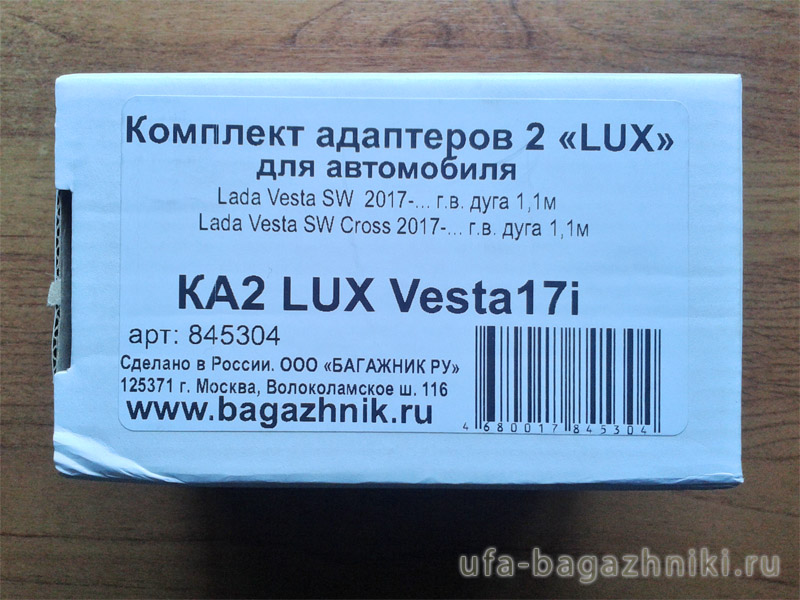 Комплект адаптеров 2 «LUX»
для автомобиля
Lada Vesta SW 2017-... г.в. дуга 1,1м
Lada Vesta SW Cross 2017-... г.в. дуга 1,1м
КА2 LUX Vesta17i
арт: 845304
Сделано в России. ООО «БАГАЖНИК РУ»
125371 г. Москва, Волоколамское ш. 116
www.bagazhnik.ru
4 680017 845304
ufa-bagazhniki.ru